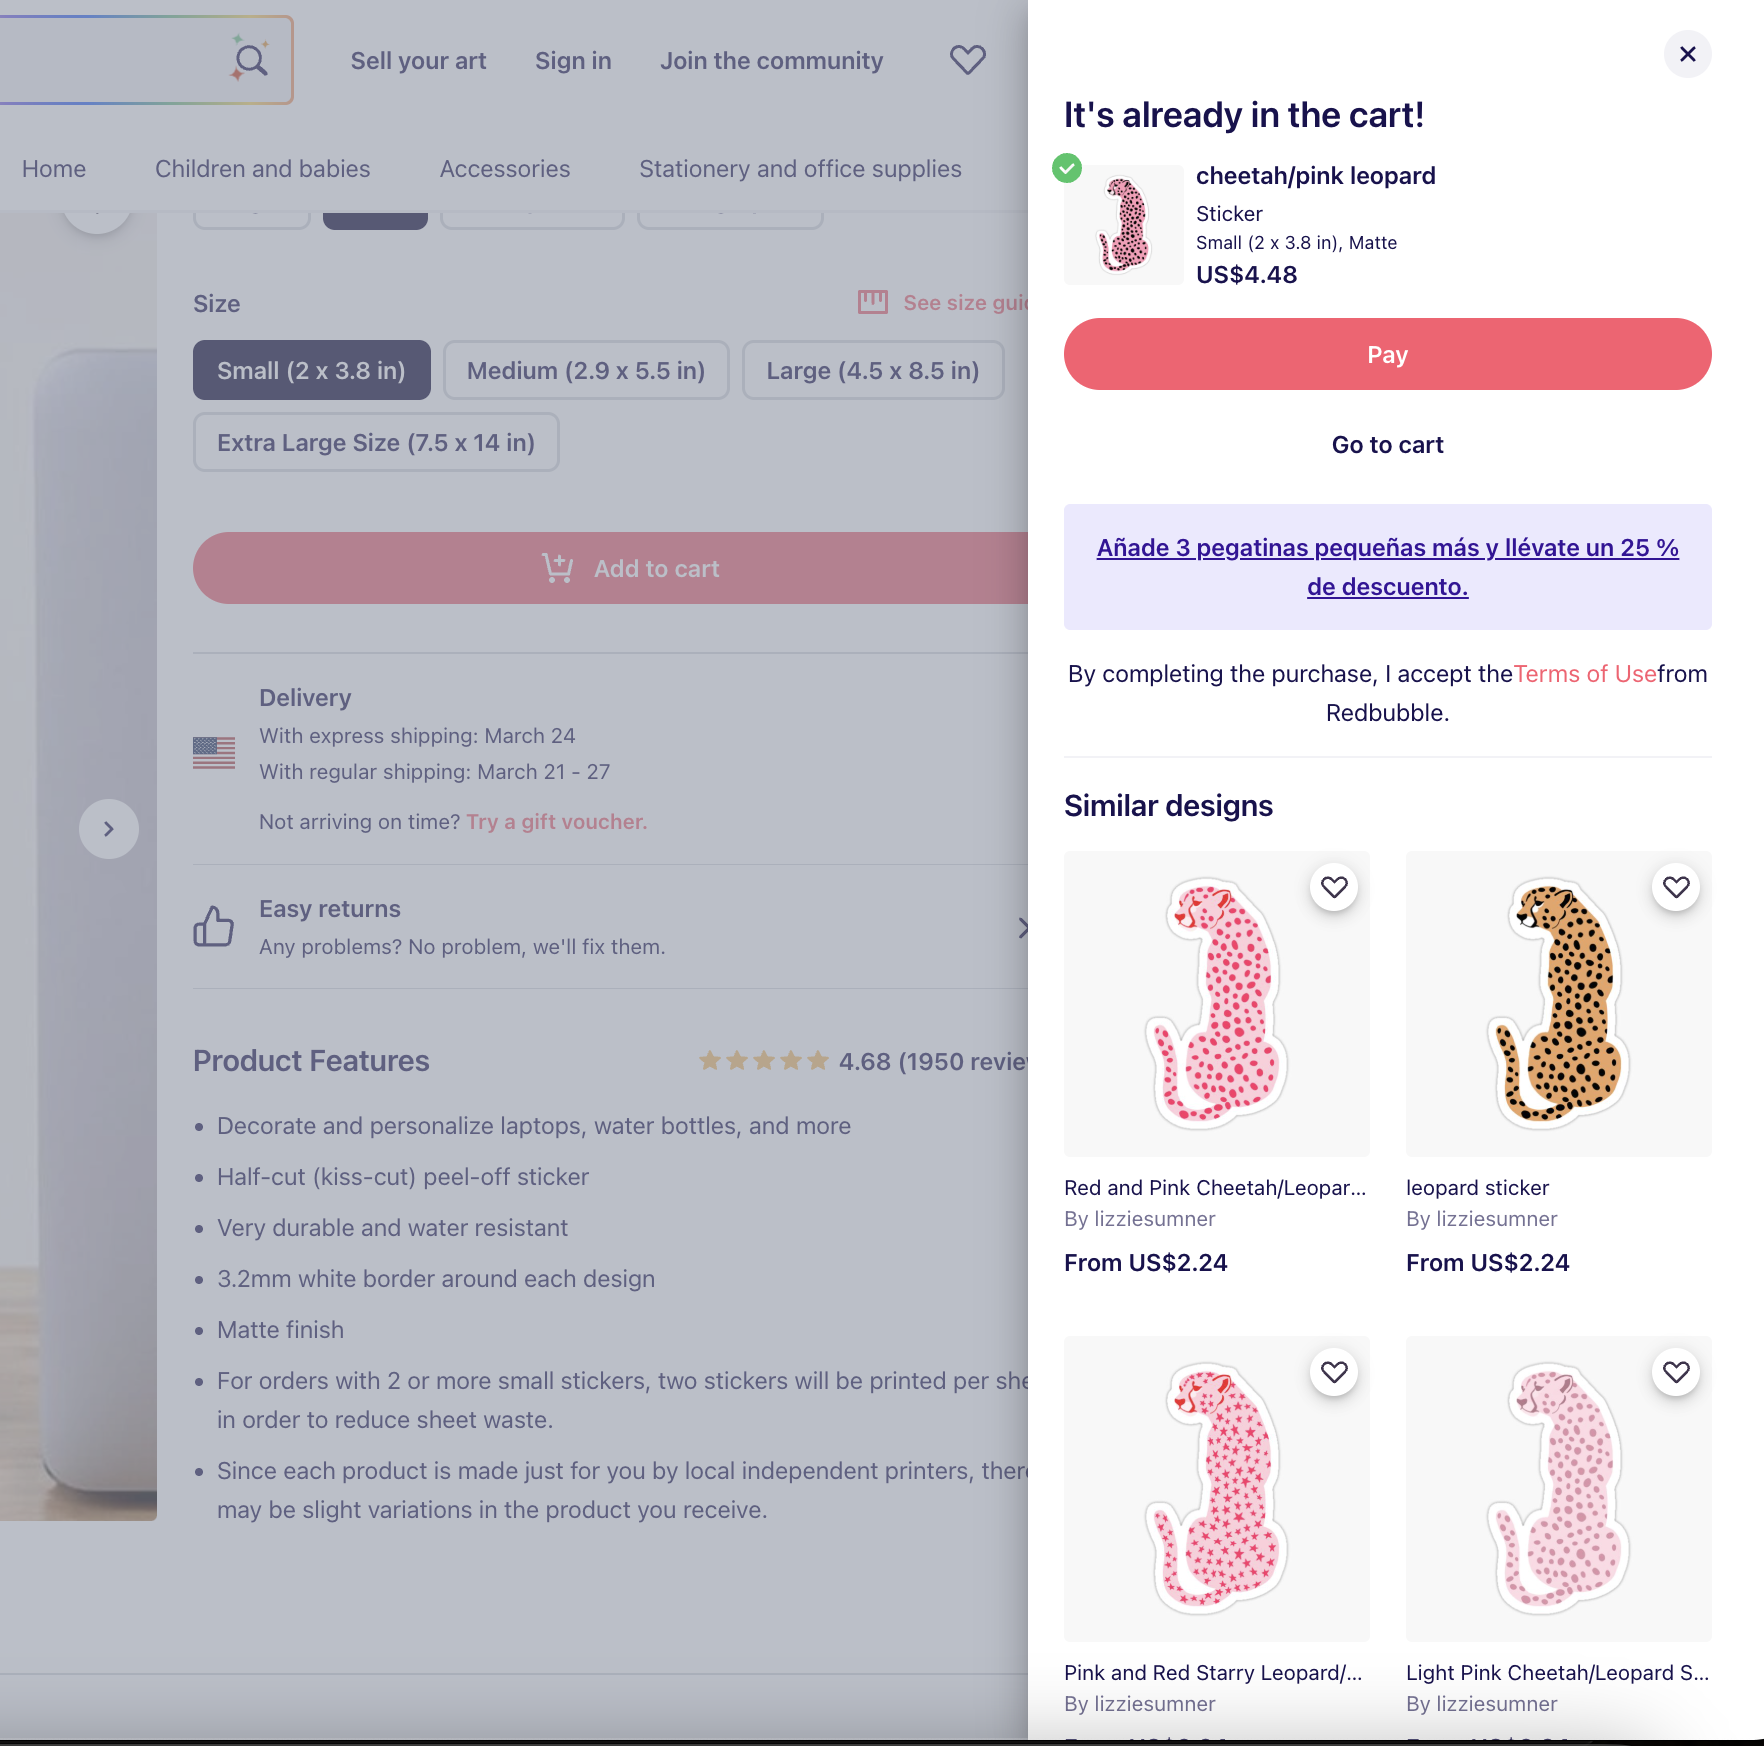 Sell your art
Sign in
Join the community
Home
Children and babies
Accessories
Stationery and office supplies
Size
See size
Small (2 x 3.8 in)
Medium (2.9 x 5.5 in)
Large (4.5 x 8.5 in)
Extra Large Size (7.5 x 14 in)
Add to cart
Delivery
With express shipping: March 24
With regular shipping: March 21 - 27
Not arriving on time? Try a gift voucher.
Easy returns
Any problems? No problem, we'll fix them.
Product Features
4.68 (1950
Decorate and personalize laptops, water bottles, and more
Half-cut (kiss-cut) peel-off sticker
Very durable and water resistant
3.2mm white border around each design
Matte finish
For orders with 2 or more small stickers, two stickers will be printed per
in order to reduce sheet waste.
Since each product is made just for you by local independent printers,
may be slight variations in the product you receive.
It's already in the cart!
cheetah/pink leopard
Sticker
Small (2 x 3.8 in), Matte
US$4.48
Pay
Go to cart
Añade 3 pegatinas pequeñas más y llévate un 25 %
de descuento.
By completing the purchase, I accept theTerms of Usefrom
Redbubble.
Similar designs
Red and Pink Cheetah/Leopar...
By lizziesumner
From US$2.24
leopard sticker
By lizziesumner
From US$2.24
Pink and Red Starry Leopard/...
By lizziesumner
Light Pink Cheetah/Leopard S...
By lizziesumner